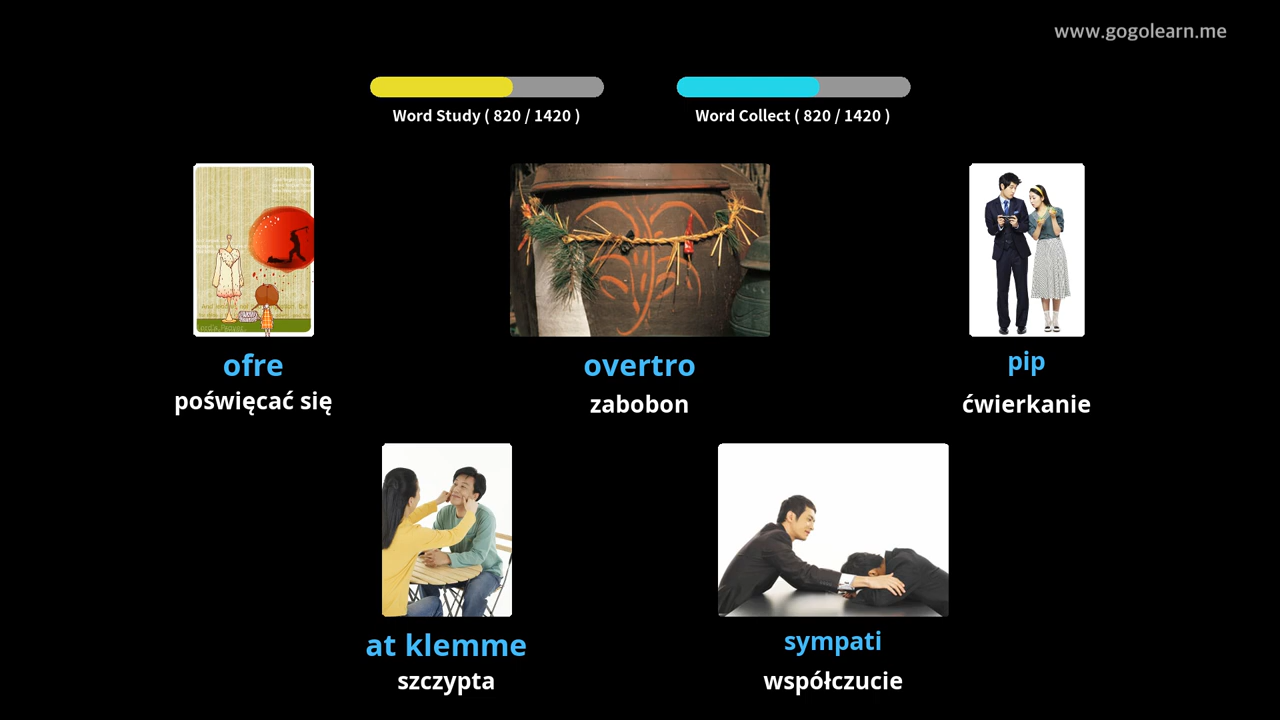 www.gogolearn.me
Word Study ( 820 / 1420 )
Word Collect ( 820 / 1420 )
ofre
poświęcać się
overtro
zabobon
pip
ćwierkanie
at klemme
szczypta
sympati
współczucie